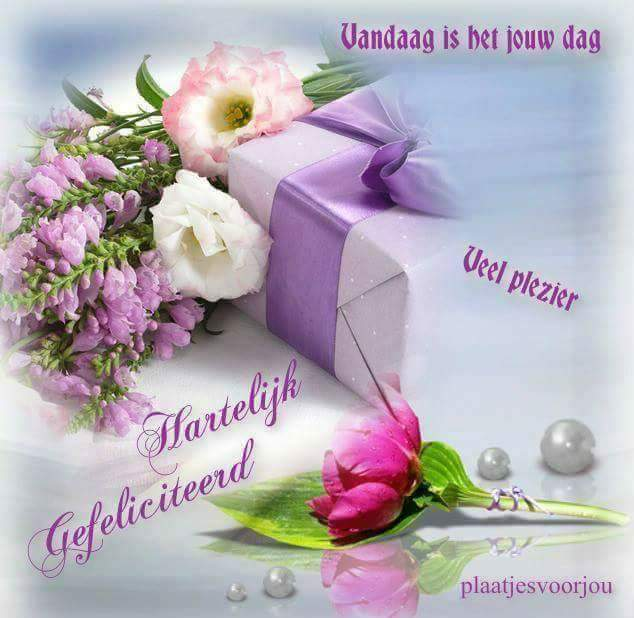 Vandaag is het jouw dag
Veel plezier
Hartelijk
Gefeliciteerd
plaatjesvoorjou